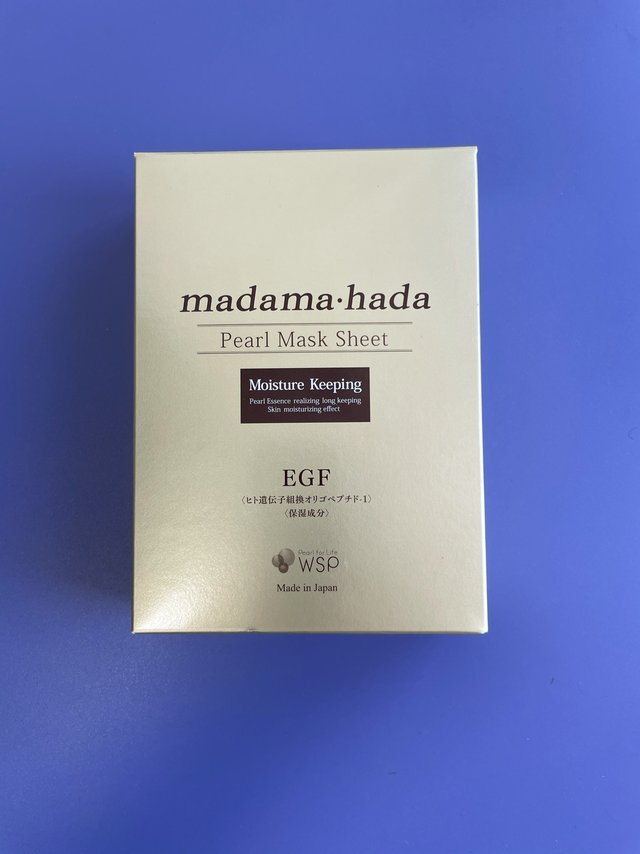 madama·hada
Pearl Mask Sheet
Moisture Keeping
Pearl Essence realizing long keeping
Skin moisturizing effect
EGF
〈ヒト遺伝子組換オリゴペプチド-1〉
〈保湿成分〉
Pearl for Life
WSP
Made in Japan